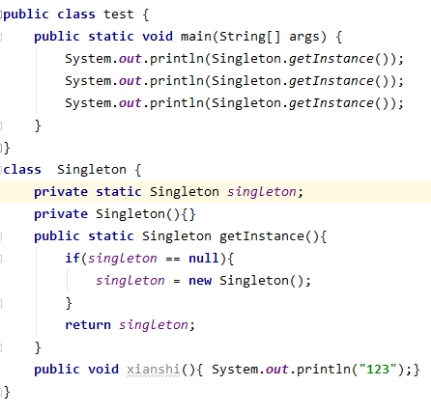 public class test {
    public static void main(String[] args) {
        System.out.println(Singleton.getInstance());
        System.out.println(Singleton.getInstance());
        System.out.println(Singleton.getInstance());
    }
}
class  Singleton {
    private static Singleton singleton;
    private Singleton(){}
    public static Singleton getInstance(){
        if(singleton == null){
            singleton = new Singleton();
        }
        return singleton;
    }
    public void xianshi(){ System.out.println("123");}
}